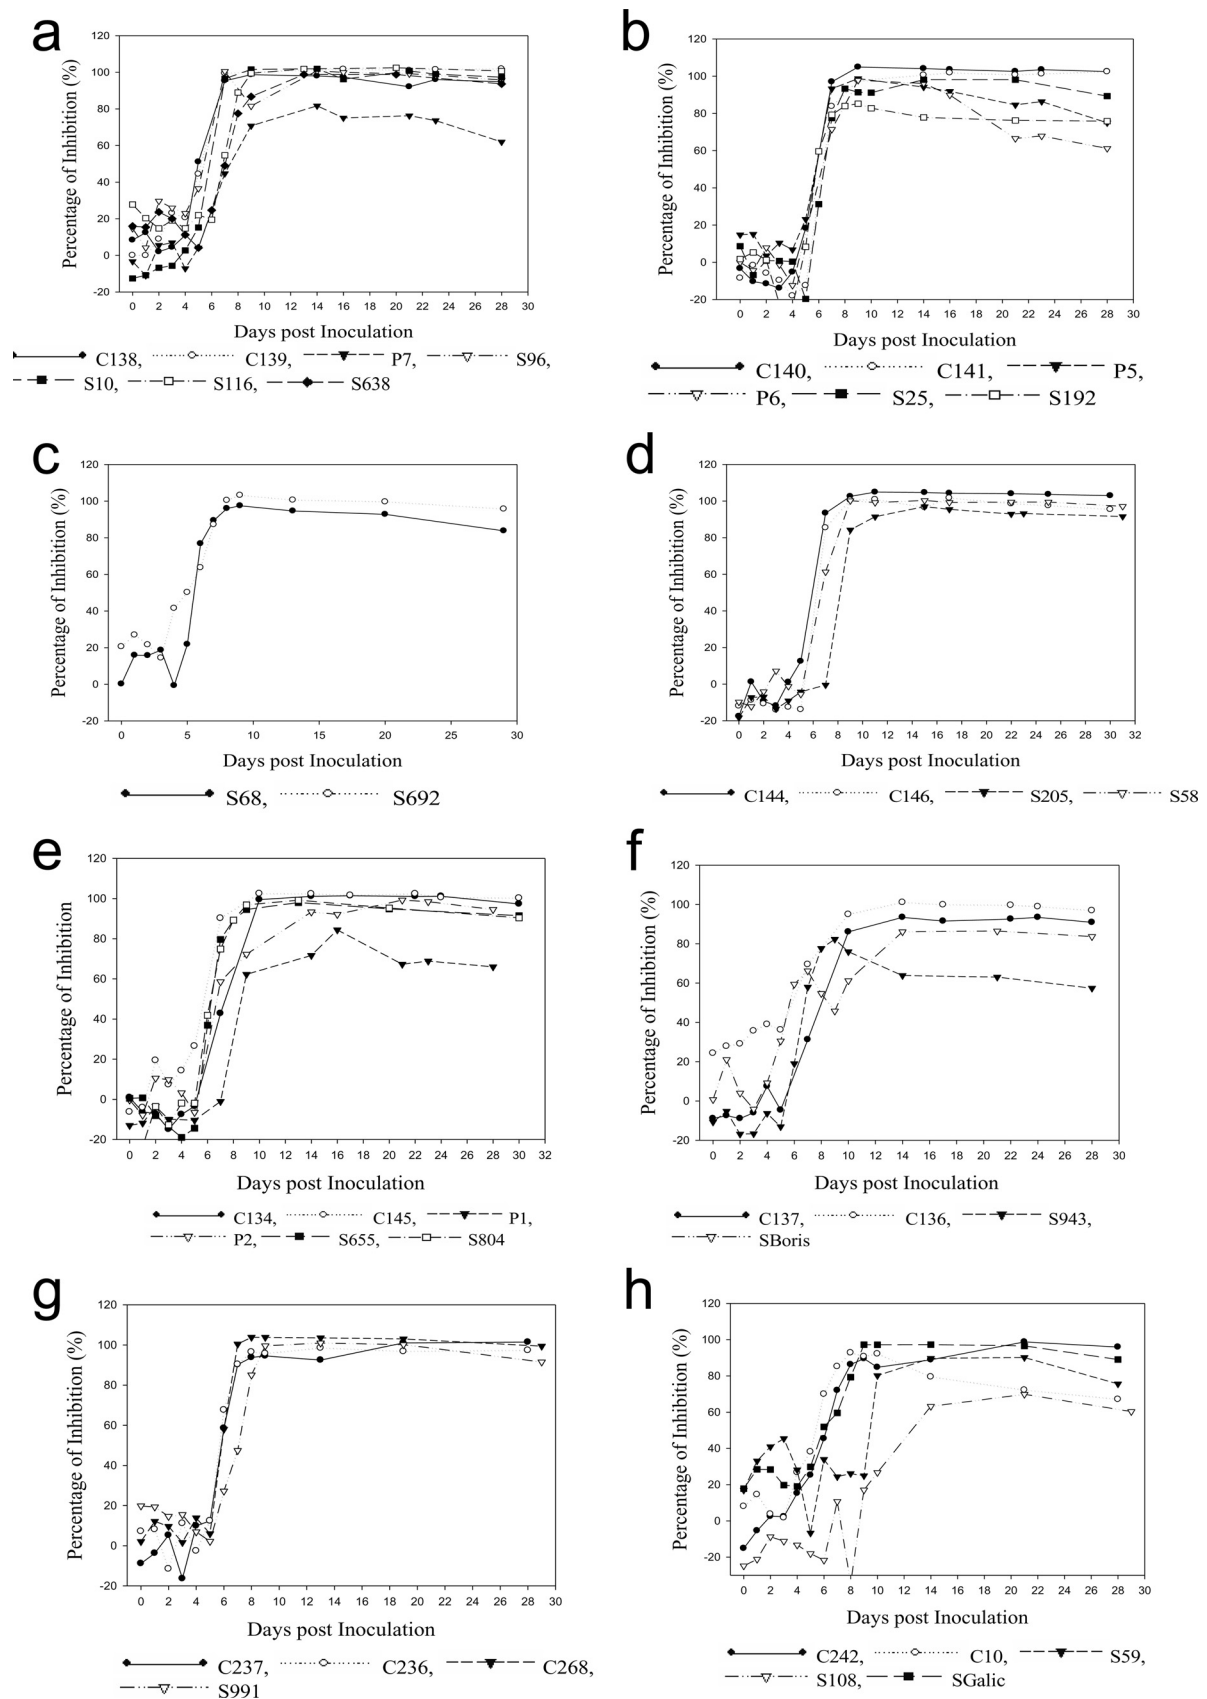 a
120
100
80
60
40
20
0
-20
Percentage of Inhibition (%)
0 2 4 6 8 10 12 14 16 18 20 22 24 26 28 30
Days post Inoculation
C138, C139, P7, S96,
S10, S116, S638
b
120
100
80
60
40
20
0
-20
Percentage of Inhibition (%)
0 2 4 6 8 10 12 14 16 18 20 22 24 26 28 30
Days post Inoculation
C140, C141, P5,
P6, S25, S192
c
120
100
80
60
40
20
0
-20
Percentage of Inhibition (%)
0 5 10 15 20 25 30
Days post Inoculation
S68, S692
d
120
100
80
60
40
20
0
-20
Percentage of Inhibition (%)
0 2 4 6 8 10 12 14 16 18 20 22 24 26 28 30 32
Days post Inoculation
C144, C146, S205, S58
e
120
100
80
60
40
20
0
-20
Percentage of Inhibition
0 2 4 6 8 10 12 14 16 18 20 22 24 26 28 30 32
Days post Inoculation
C134, C145, P1,
P2, S655, S804
f
120
100
80
60
40
20
0
-20
Percentage of Inhibition (%)
0 2 4 6 8 10 12 14 16 18 20 22 24 26 28 30
Days post Inoculation
C137, C136, S943,
SBoris
g
120
100
80
60
40
20
0
-20
Percentage of Inhibition (%)
0 2 4 6 8 10 12 14 16 18 20 22 24 26 28 30
Days post Inoculation
C237, C236, C268,
S991
h
120
100
80
60
40
20
0
-20
Percentage of Inhibition (%)
0 2 4 6 8 10 12 14 16 18 20 22 24 26 28 30
Days post Inoculation
C242, C10, S59,
S108, SGalic